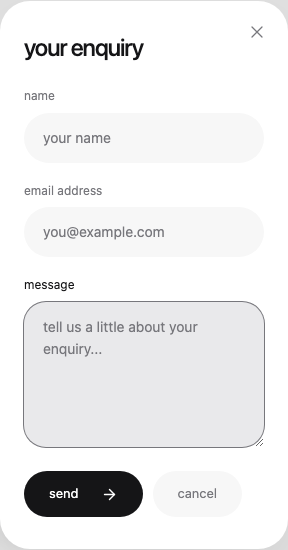 your enquiry
name
your name
email address
you@example.com
message
tell us a little about your
enquiry...
send
cancel